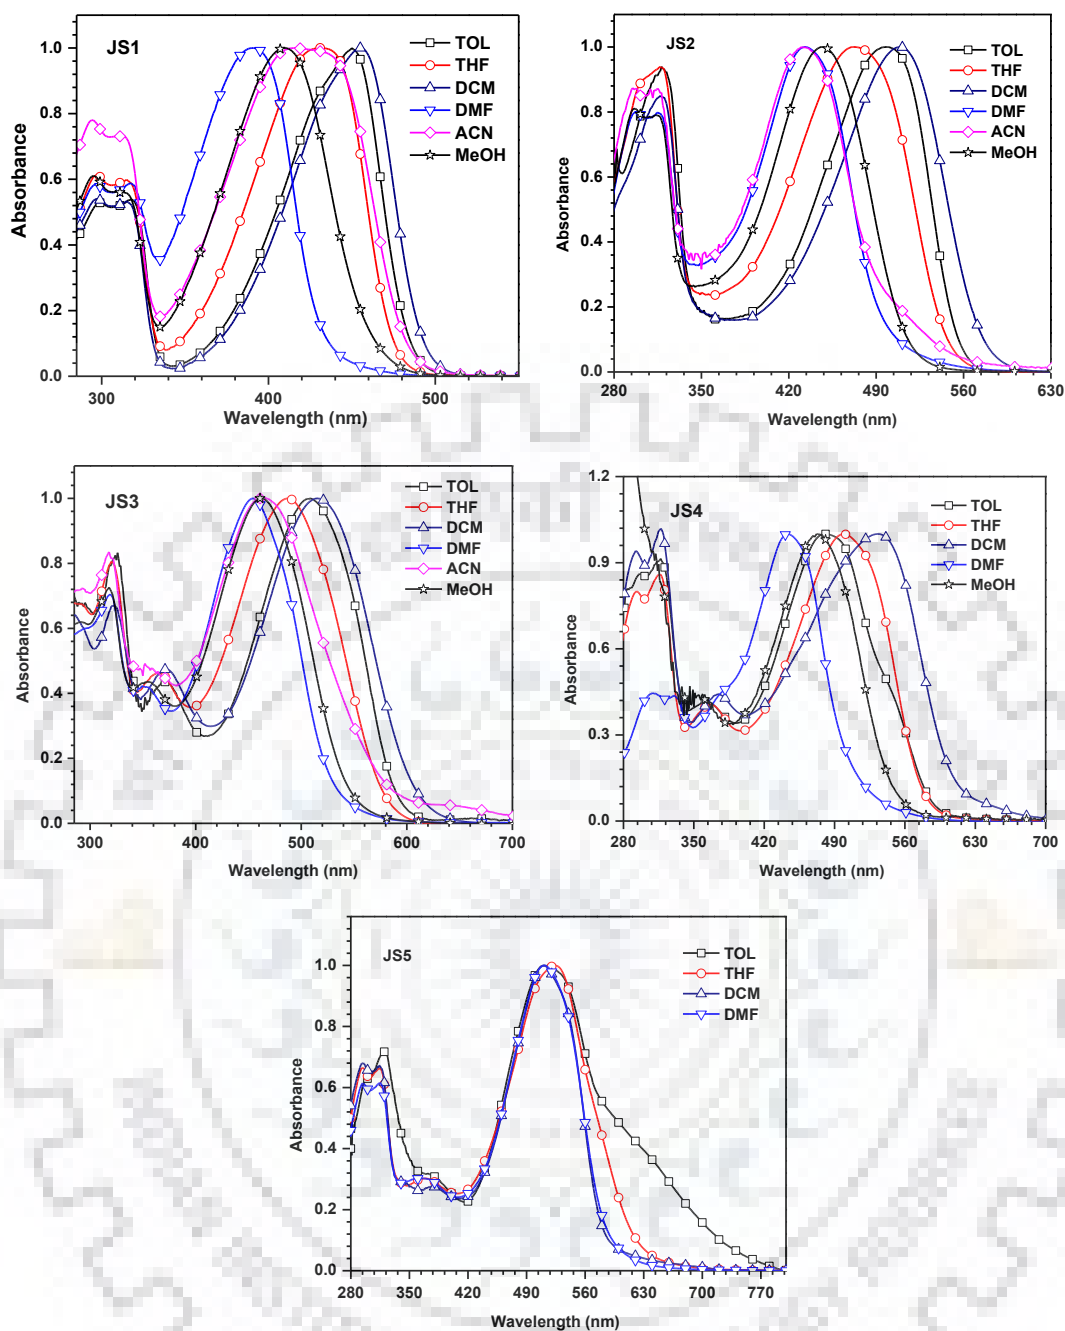 JS1
TOL
THF
DCM
DMF
ACN
MeOH
Absorbance
1.0
0.8
0.6
0.4
0.2
0.0
300 400 500
Wavelength (nm)
JS2
TOL
THF
DCM
DMF
ACN
MeOH
Absorbance
1.0
0.8
0.6
0.4
0.2
0.0
280 350 420 490 560 630
Wavelength (nm)
JS3
TOL
THF
DCM
DMF
ACN
MeOH
Absorbance
1.0
0.8
0.6
0.4
0.2
0.0
300 400 500 600 700
Wavelength (nm)
JS4
TOL
THF
DCM
DMF
MeOH
Absorbance
1.2
0.9
0.6
0.3
0.0
280 350 420 490 560 630 700
Wavelength (nm)
JS5
TOL
THF
DCM
DMF
Absorbance
1.0
0.8
0.6
0.4
0.2
0.0
280 350 420 490 560 630 700 770
Wavelength (nm)